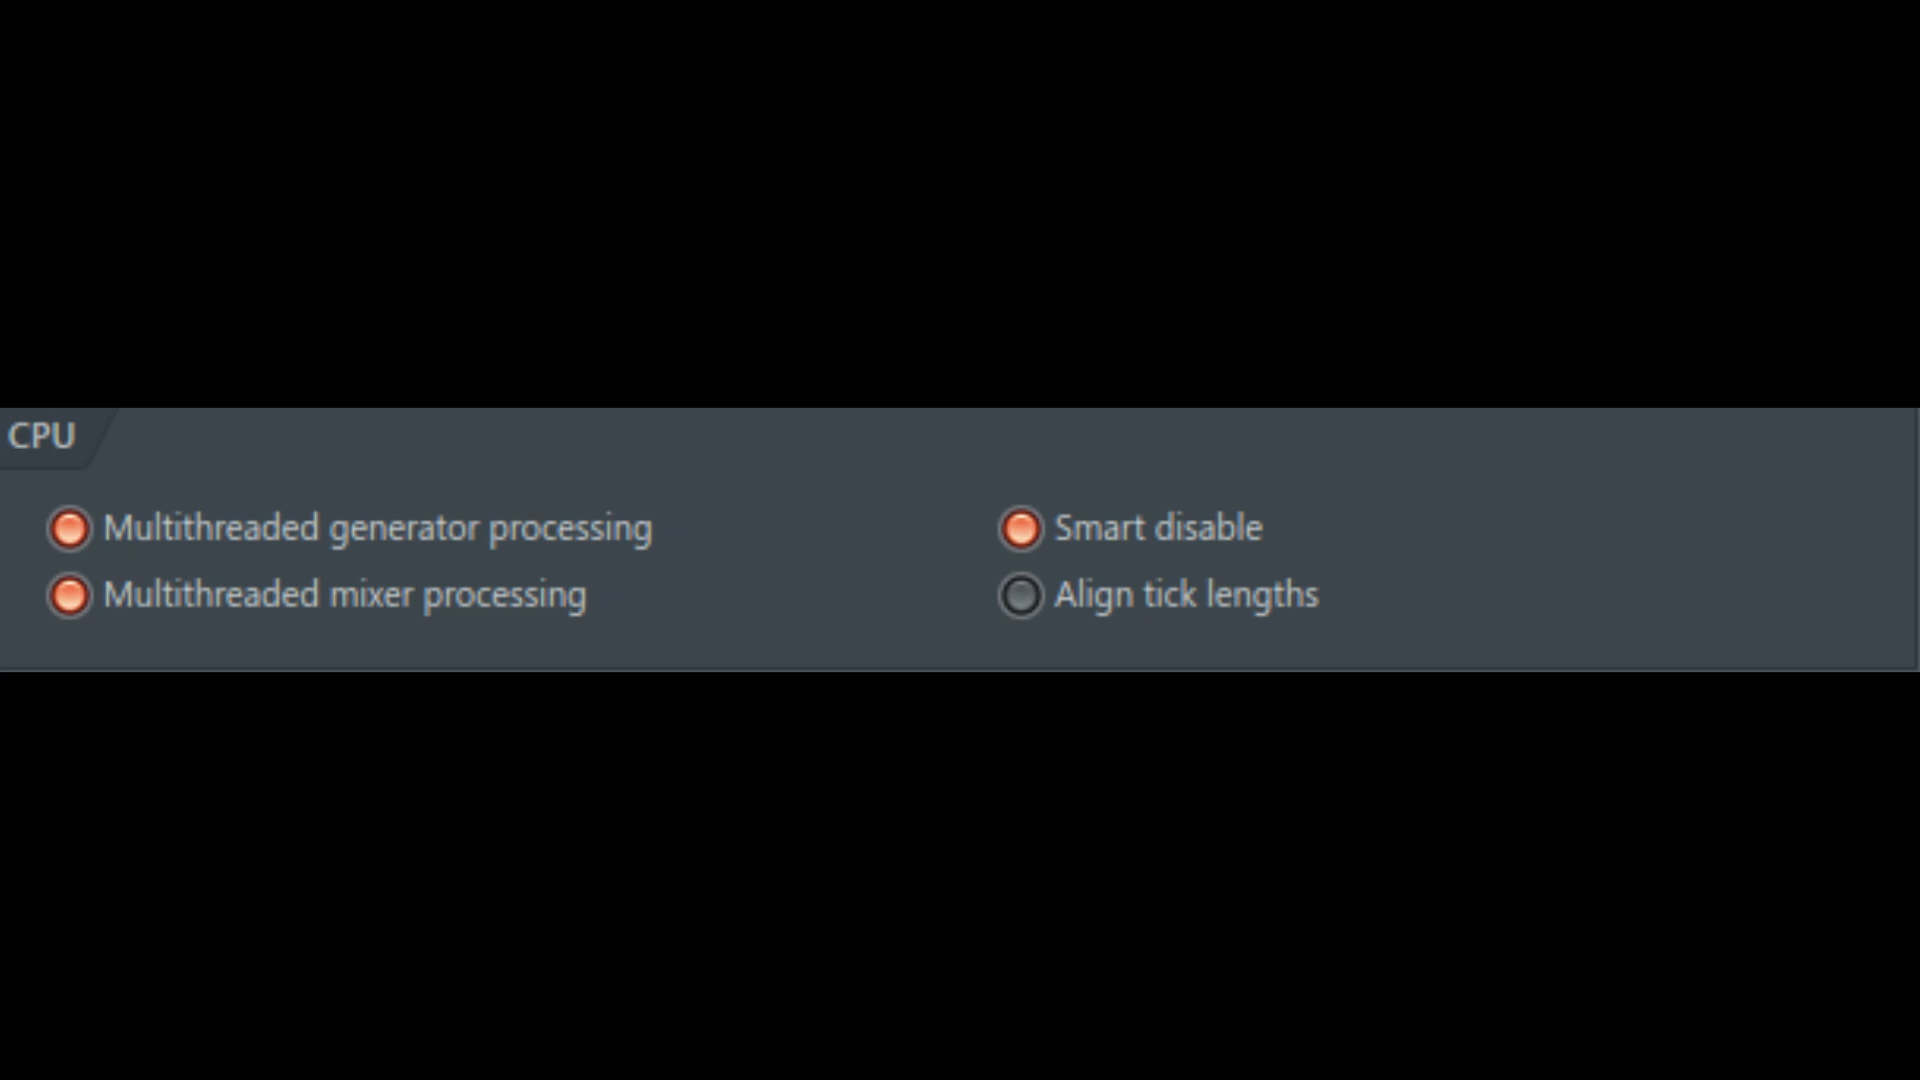 CPU
Multithreaded generator processing
Smart disable
Multithreaded mixer processing
Align tick lengths